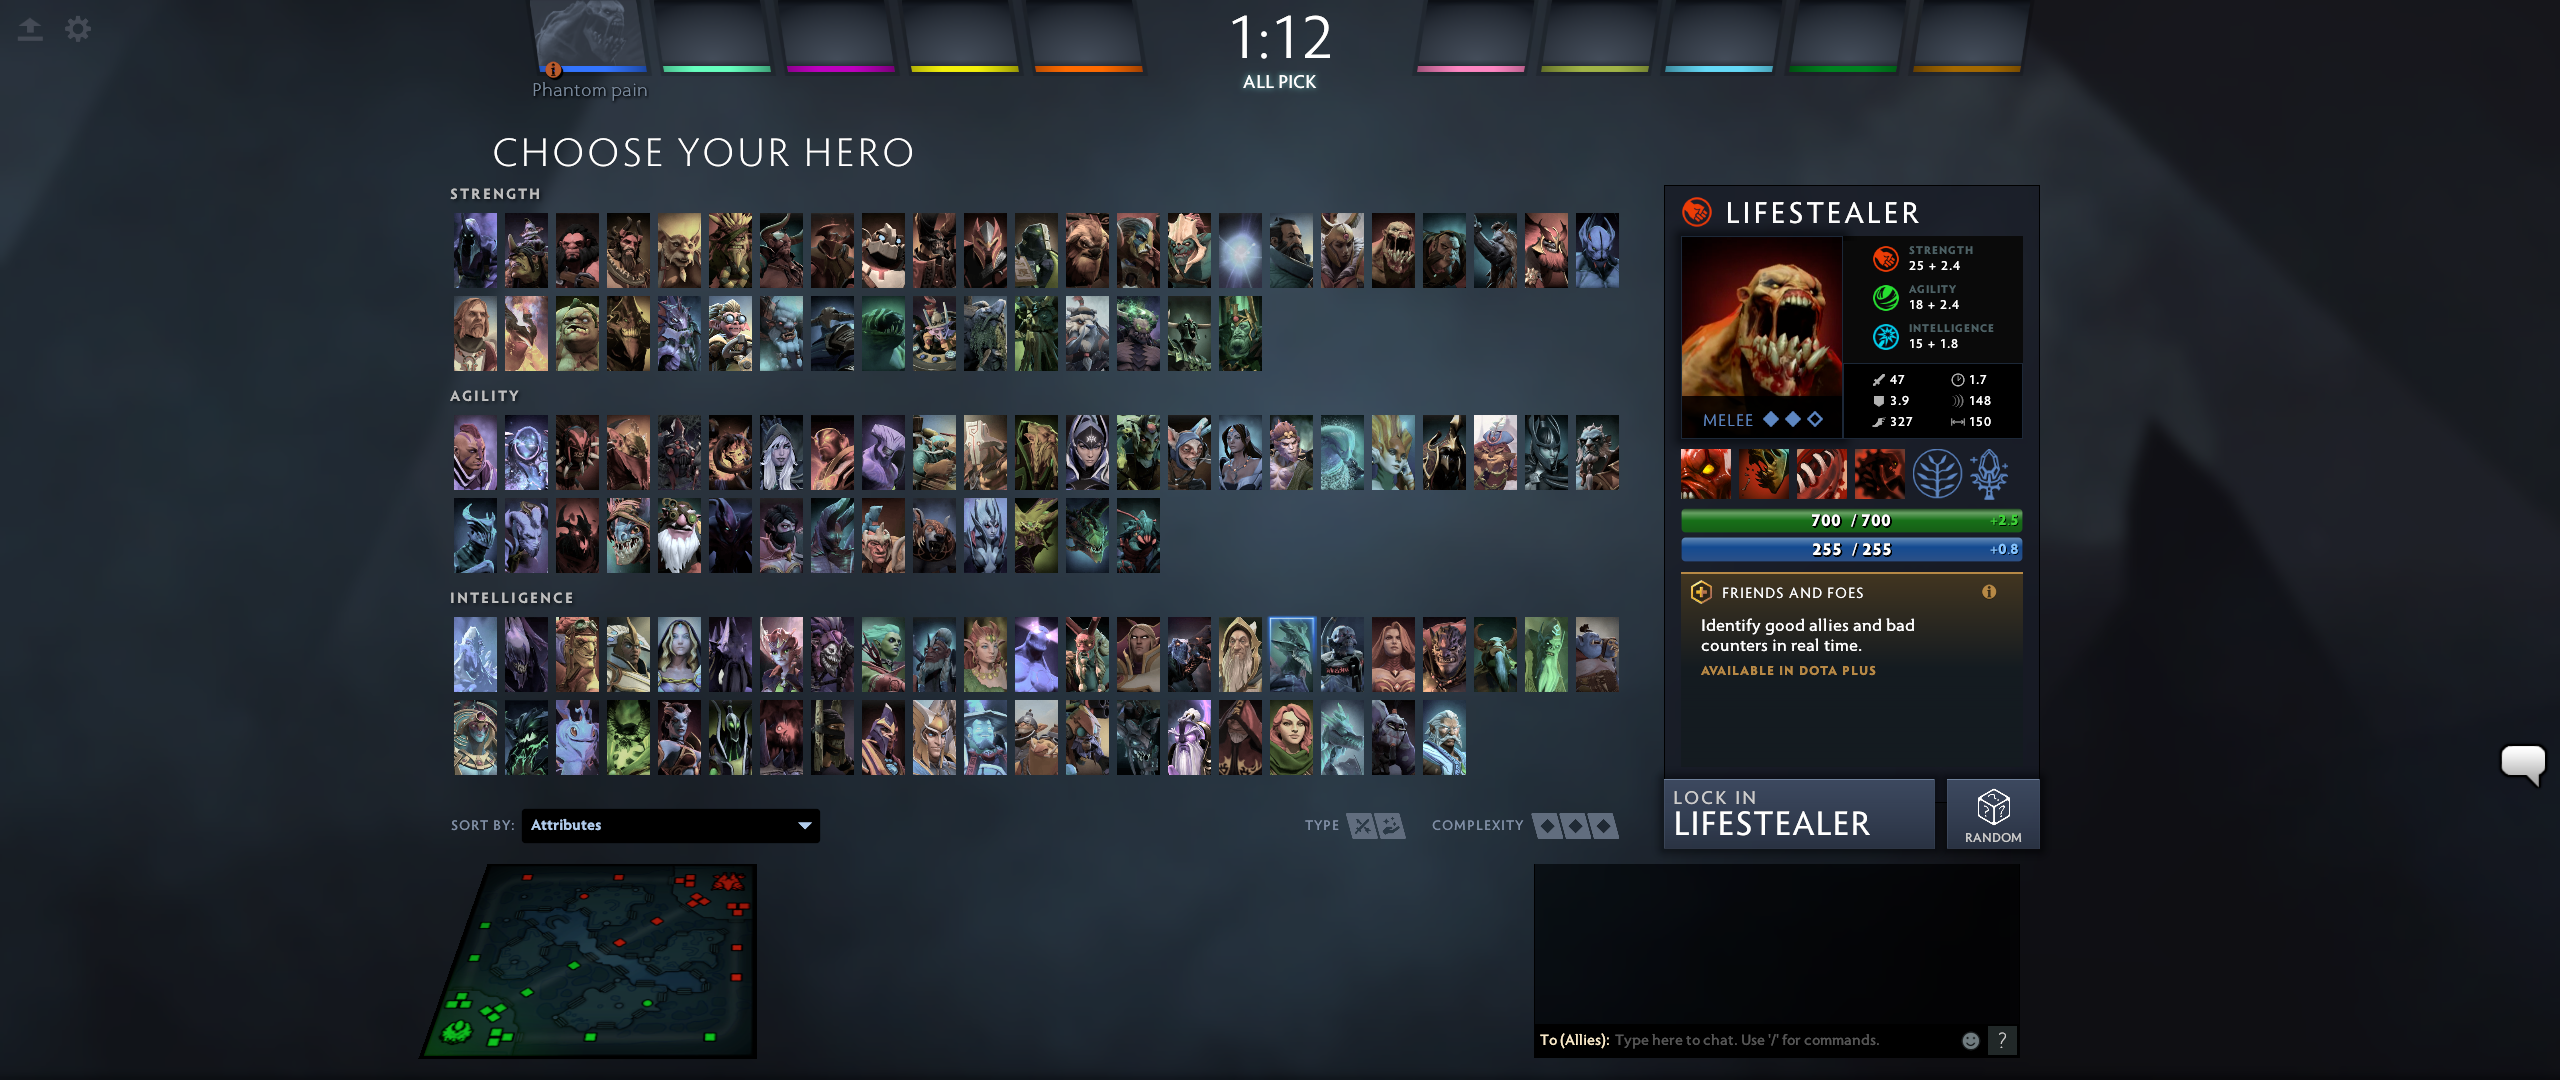 1:12
ALL PICK
Phantom pain
CHOOSE YOUR HERO
STRENGTH
AGILITY
INTELLIGENCE
LIFESTEALER
STRENGTH
25 + 2.4
AGILITY
18 + 2.4
INTELLIGENCE
15 + 1.8
MELEE
47 1.7
3.9 148
327 150
700 / 700 +2.5
255 / 255 +0.8
FRIENDS AND FOES
Identify good allies and bad
counters in real time.
AVAILABLE IN DOTA PLUS
LOCK IN
LIFESTEALER
RANDOM
SORT BY: Attributes
TYPE
COMPLEXITY
To (Allies): Type here to chat. Use '/' for commands. ?